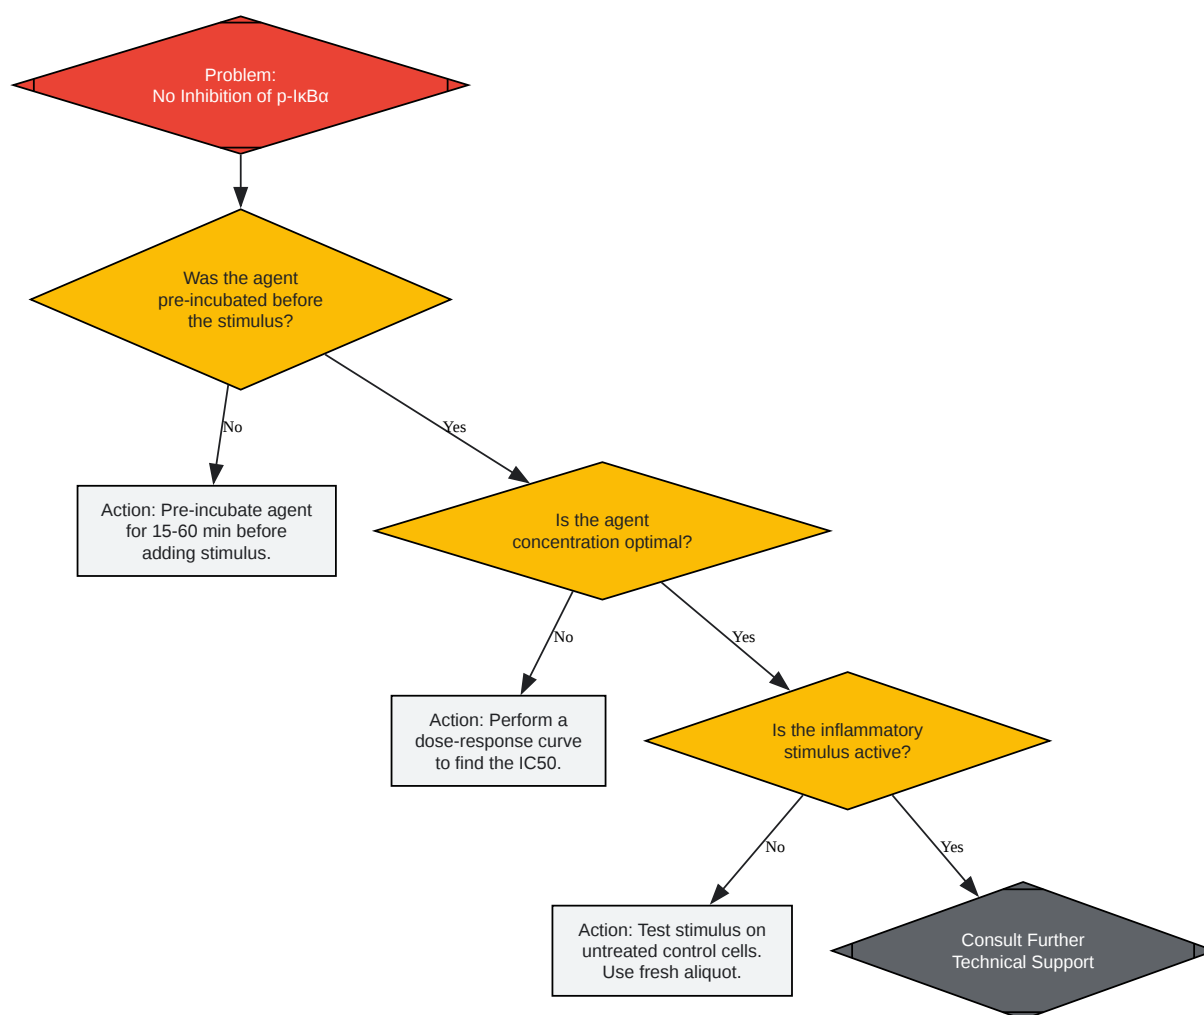 Problem:
No Inhibition of p-IκBα
Was the agent
pre-incubated before
the stimulus?
No
Yes
Action: Pre-incubate agent
for 15-60 min before
adding stimulus.
Is the agent
concentration optimal?
No
Yes
Action: Perform a
dose-response curve
to find the IC50.
Is the inflammatory
stimulus active?
No
Yes
Action: Test stimulus on
untreated control cells.
Use fresh aliquot.
Consult Further
Technical Support